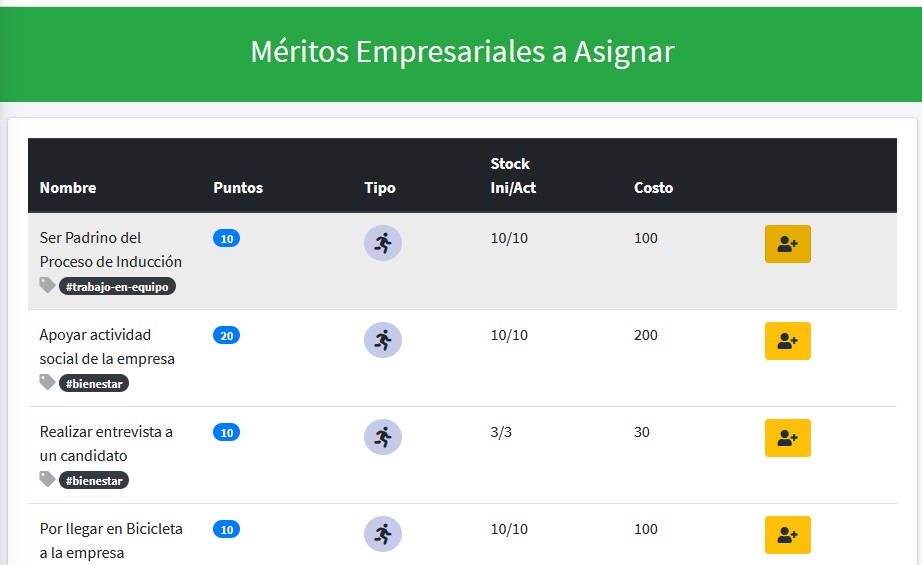 Méritos Empresariales a Asignar
Nombre Puntos Tipo Stock Ini/Act Costo
Ser Padrino del 10 10/10 100
Proceso de Inducción
#trabajo-en-equipo
Apoyar actividad 20 10/10 200
social de la empresa
#bienestar
Realizar entrevista a 10 3/3 30
un candidato
#bienestar
Por llegar en Bicicleta 10 10/10 100
a la empresa